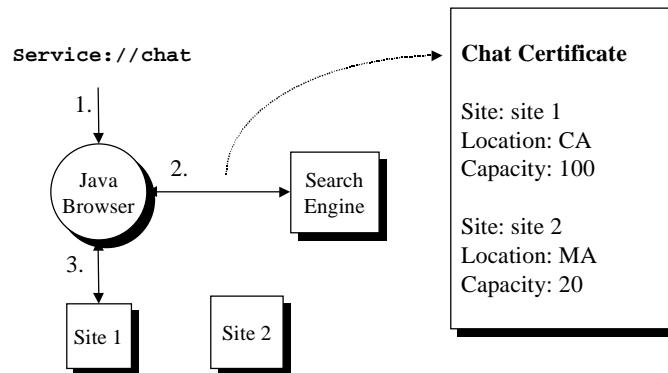 Service://chat
1.
Java
Browser
2.
Search
Engine
3.
Site 1
Site 2
Chat Certificate
Site: site 1
Location: CA
Capacity: 100
Site: site 2
Location: MA
Capacity: 20